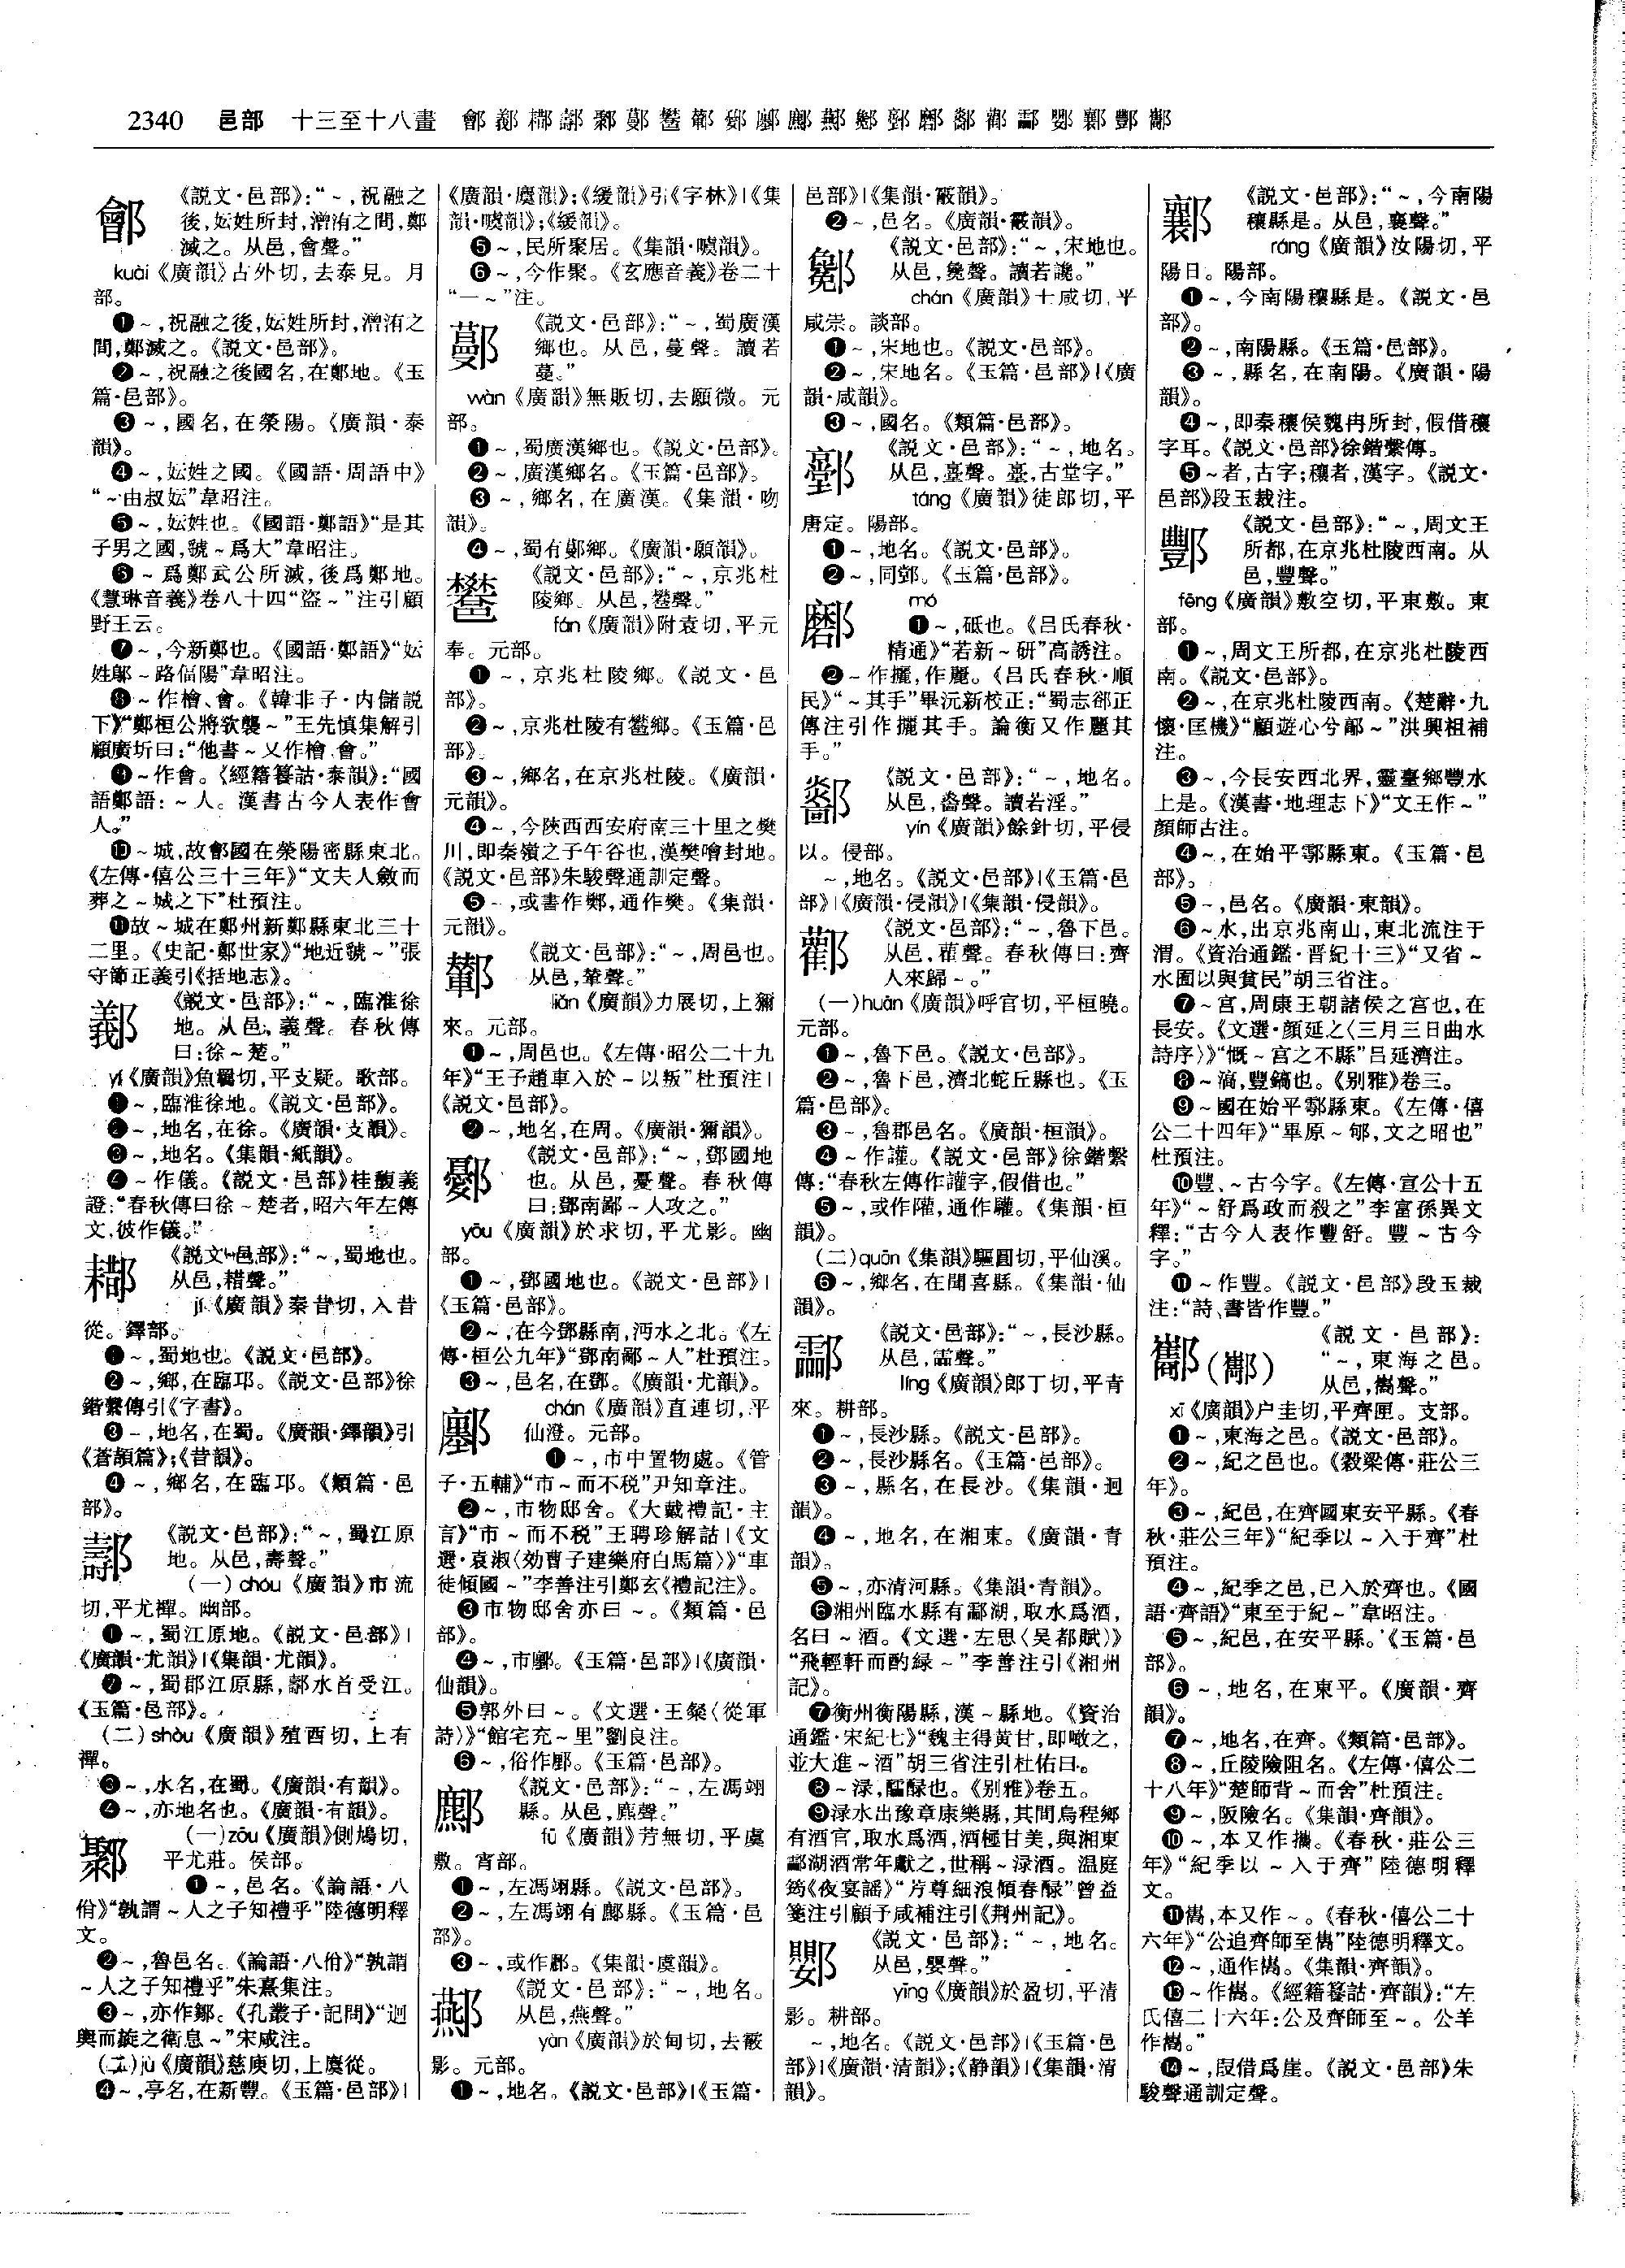 2340 邑部 十三至十八畫 鄶䣡䣢䣣䣤䣥䣦䣧䣨䣩䣪䣫䣬䣭䣮䣯酄酃䣰䣱酆酅
鄶
《説文·邑部》:“～,祝融之
後,妘姓所封,潧洧之間,鄭
滅之。从邑,會聲。”
kuài《廣韻》古外切,去泰見。月
部。
❶～,祝融之後,妘姓所封,潧洧之
間,鄭滅之。《説文·邑部》。
❷～,祝融之後國名,在鄭地。《玉
篇·邑部》。
❸～,國名,在滎陽。《廣韻·泰
韻》。
❹～,妘姓之國。《國語·周語中》
“～由叔妘”韋昭注。
❺～,妘姓也。《國語·鄭語》“是其
子男之國,虢～爲大”韋昭注。
❻～爲鄭武公所滅,後爲鄭地。
《慧琳音義》卷八十四“盜～”注引顧
野王云。
❼～,今新鄭也。《國語·鄭語》“妘
姓鄔～路偪陽”韋昭注。
❽～作檜、會。《韓非子·内儲説
下》“鄭桓公將欲襲～”王先慎集解引
顧廣圻曰:“他書～又作檜、會。”
❾～作會。《經籍籑詁·泰韻》:“國
語鄭語:～人。漢書古今人表作會
人。”
❿～城,故鄶國在滎陽密縣東北。
《左傳·僖公三十三年》“文夫人斂而
葬之～城之下”杜預注。
⓫故～城在鄭州新鄭縣東北三十
二里。《史記·鄭世家》“地近虢～”張
守節正義引《括地志》。
《説文·邑部》:“～,臨淮徐
地。从邑,義聲。春秋傳
曰:徐～楚。”
yí《廣韻》魚羈切,平支疑。歌部。
❶～,臨淮徐地。《説文·邑部》。
❷～,地名,在徐。《廣韻·支韻》。
❸～,地名。《集韻·紙韻》。
❹～作儀。《説文·邑部》桂馥義
證:“春秋傳曰徐～楚者,昭六年左傳
文,彼作儀。”
《説文·邑部》:“～,蜀地也。
从邑,耤聲。”
jí《廣韻》秦昔切,入昔
從。鐸部。
❶～,蜀地也。《説文·邑部》。
❷～,鄉,在臨邛。《説文·邑部》徐
鍇繫傳引《字書》。
❸～,地名,在蜀。《廣韻·鐸韻》引
《蒼頡篇》;《昔韻》。
❹～,鄉名,在臨邛。《類篇·邑
部》。
《説文·邑部》:“～,蜀江原
地。从邑,壽聲。”
(一)chóu《廣韻》市流
切,平尤禪。幽部。
❶～,蜀江原地。《説文·邑部》|
《廣韻·尤韻》|《集韻·尤韻》。
❷～,蜀郡江原縣,䣣水首受江。
《玉篇·邑部》。
(二)shòu《廣韻》殖酉切,上有
禪。
❸～,水名,在蜀。《廣韻·有韻》。
❹～,亦地名也。《廣韻·有韻》。
(一)zōu《廣韻》側鳩切,
平尤莊。侯部。
❶～,邑名。《論語·八
佾》“孰謂～人之子知禮乎”陸德明釋
文。
❷～,魯邑名。《論語·八佾》“孰謂
～人之子知禮乎”朱熹集注。
❸～,亦作鄒。《孔叢子·記問》“迴
輿而旋之衛息～”宋咸注。
(二)jù《廣韻》慈庾切,上麌從。
❹～,亭名,在新豐。《玉篇·邑部》|
《廣韻·麌韻》;《緩韻》引《字林》|《集
韻·噳韻》;《緩韻》。
❺～,民所聚居。《集韻·噳韻》。
❻～,今作聚。《玄應音義》卷二十
“一～”注。
《説文·邑部》:“～,蜀廣漢
鄉也。从邑,蔓聲。讀若
蔓。”
wàn《廣韻》無販切,去願微。元
部。
❶～,蜀廣漢鄉也。《説文·邑部》。
❷～,廣漢鄉名。《玉篇·邑部》。
❸～,鄉名,在廣漢。《集韻·吻
韻》。
❹～,蜀有鄤鄉。《廣韻·願韻》。
《説文·邑部》:“～,京兆杜
陵鄉。从邑,樊聲。”
fán《廣韻》附袁切,平元
奉。元部。
❶～,京兆杜陵鄉。《説文·邑
部》。
❷～,京兆杜陵有䣦鄉。《玉篇·邑
部》。
❸～,鄉名,在京兆杜陵。《廣韻·
元韻》。
❹～,今陝西西安府南三十里之樊
川,即秦嶺之子午谷也,漢樊噲封地。
《説文·邑部》朱駿聲通訓定聲。
❺～,或書作䣦,通作樊。《集韻·
元韻》。
《説文·邑部》:“～,周邑也。
从邑,輦聲。”
liǎn《廣韻》力展切,上獮
來。元部。
❶～,周邑也。《左傳·昭公二十九
年》“王子趙車入於～以叛”杜預注|
《説文·邑部》。
❷～,地名,在周。《廣韻·獮韻》。
《説文·邑部》:“～,鄧國地
也。从邑,憂聲。春秋傳
曰:鄧南鄙～人攻之。”
yōu《廣韻》於求切,平尤影。幽
部。
❶～,鄧國地也。《説文·邑部》|
《玉篇·邑部》。
❷～,在今鄧縣南,沔水之北。《左
傳·桓公九年》“鄧南鄙～人”杜預注。
❸～,邑名,在鄧。《廣韻·尤韻》。
chán《廣韻》直連切,平
仙澄。元部。
❶～,市中置物處。《管
子·五輔》“市～而不税”尹知章注。
❷～,市物邸舍。《大戴禮記·主
言》“市～而不税”王聘珍解詁|《文
選·袁淑〈効曹子建樂府白馬篇〉》“車
徒傾國～”李善注引鄭玄《禮記注》。
❸市物邸舍亦曰～。《類篇·邑
部》。
❹～,市鄽。《玉篇·邑部》|《廣韻·
仙韻》。
❺郭外曰～。《文選·王粲〈從軍
詩〉》“館宅充～里”劉良注。
❻～,俗作鄽。《玉篇·邑部》。
《説文·邑部》:“～,左馮翊
縣。从邑,麃聲。”
fū《廣韻》芳無切,平虞
敷。宵部。
❶～,左馮翊縣。《説文·邑部》。
❷～,左馮翊有鄜縣。《玉篇·邑
部》。
❸～,或作鄜。《集韻·虞韻》。
《説文·邑部》:“～,地名。
从邑,燕聲。”
yàn《廣韻》於甸切,去霰
影。元部。
❶～,地名。《説文·邑部》|《玉篇·
邑部》|《集韻·霰韻》。
❷～,邑名。《廣韻·霰韻》。
《説文·邑部》:“～,宋地也。
从邑,毚聲。讀若讒。”
chán《廣韻》士咸切,平
咸崇。談部。
❶～,宋地也。《説文·邑部》。
❷～,宋地名。《玉篇·邑部》|《廣
韻·咸韻》。
❸～,國名。《類篇·邑部》。
《説文·邑部》:“～,地名。
从邑,臺聲。臺,古堂字。”
táng《廣韻》徒郎切,平
唐定。陽部。
❶～,地名。《説文·邑部》。
❷～,同鄧。《玉篇·邑部》。
mó
❶～,砥也。《吕氏春秋·
精通》“若新～研”高誘注。
❷～作攦,作麗。《吕氏春秋·順
民》“～其手”畢沅新校正:“蜀志郤正
傳注引作攦其手。論衡又作麗其
手。”
《説文·邑部》:“～,地名。
从邑,䜭聲。讀若淫。”
yín《廣韻》餘針切,平侵
以。侵部。
～,地名。《説文·邑部》|《玉篇·邑
部》|《廣韻·侵韻》|《集韻·侵韻》。
酄
《説文·邑部》:“～,魯下邑。
从邑,雚聲。春秋傳曰:齊
人來歸～。”
(一)huān《廣韻》呼官切,平桓曉。
元部。
❶～,魯下邑。《説文·邑部》。
❷～,魯下邑,濟北蛇丘縣也。《玉
篇·邑部》。
❸～,魯郡邑名。《廣韻·桓韻》。
❹～作讙。《説文·邑部》徐鍇繫
傳:“春秋左傳作讙字,假借也。”
❺～,或作䧶,通作驩。《集韻·桓
韻》。
(二)quān《集韻》驅圓切,平仙溪。
❻～,鄉名,在聞喜縣。《集韻·仙
韻》。
酃
《説文·邑部》:“～,長沙縣。
从邑,霝聲。”
líng《廣韻》郎丁切,平青
來。耕部。
❶～,長沙縣。《説文·邑部》。
❷～,長沙縣名。《玉篇·邑部》。
❸～,縣名,在長沙。《集韻·迥
韻》。
❹～,地名,在湘東。《廣韻·青
韻》。
❺～,亦清河縣。《集韻·青韻》。
❻湘州臨水縣有酃湖,取水爲酒,
名曰～酒。《文選·左思〈吴都賦〉》
“飛輕軒而酌緑～”李善注引《湘州
記》。
❼衡州衡陽縣,漢～縣地。《資治
通鑑·宋紀七》“魏主得黄甘,即噉之,
並大進～酒”胡三省注引杜佑曰。
❽～渌,醽醁也。《别雅》卷五。
❾渌水出豫章康樂縣,其間烏程鄉
有酒官,取水爲酒,酒極甘美,與湘東
酃湖酒常年獻之,世稱～渌酒。温庭
筠《夜宴謡》“芳尊細浪傾春醁”曾益
箋注引顧予咸補注引《荆州記》。
《説文·邑部》:“～,地名。
从邑,嬰聲。”
yīng《廣韻》於盈切,平清
影。耕部。
～,地名。《説文·邑部》|《玉篇·邑
部》|《廣韻·清韻》;《静韻》|《集韻·清
韻》。
《説文·邑部》:“～,今南陽
穰縣是。从邑,襄聲。”
ráng《廣韻》汝陽切,平
陽日。陽部。
❶～,今南陽穰縣是。《説文·邑
部》。
❷～,南陽縣。《玉篇·邑部》。
❸～,縣名,在南陽。《廣韻·陽
韻》。
❹～,即秦穰侯魏冉所封,假借穰
字耳。《説文·邑部》徐鍇繫傳。
❺～者,古字;穰者,漢字。《説文·
邑部》段玉裁注。
酆
《説文·邑部》:“～,周文王
所都,在京兆杜陵西南。从
邑,豐聲。”
fēng《廣韻》敷空切,平東敷。東
部。
❶～,周文王所都,在京兆杜陵西
南。《説文·邑部》。
❷～,在京兆杜陵西南。《楚辭·九
懷·匡機》“顧遊心兮鄗～”洪興祖補
注。
❸～,今長安西北界,靈臺鄉豐水
上是。《漢書·地理志下》“文王作～”
顔師古注。
❹～,在始平鄠縣東。《玉篇·邑
部》。
❺～,邑名。《廣韻·東韻》。
❻～水,出京兆南山,東北流注于
渭。《資治通鑑·晋紀十三》“又省～
水囿以與貧民”胡三省注。
❼～宫,周康王朝諸侯之宫也,在
長安。《文選·顔延之〈三月三日曲水
詩序〉》“慨～宫之不縣”吕延濟注。
❽～滈,豐鎬也。《别雅》卷三。
❾～國在始平鄠縣東。《左傳·僖
公二十四年》“畢原～郇,文之昭也”
杜預注。
❿豐、～古今字。《左傳·宣公十五
年》“～舒爲政而殺之”李富孫異文
釋:“古今人表作豐舒。豐～古今
字。”
⓫～作豐。《説文·邑部》段玉裁
注:“詩、書皆作豐。”
酅
《説文·邑部》:
“～,東海之邑。
从邑,巂聲。”
xī《廣韻》户圭切,平齊匣。支部。
❶～,東海之邑。《説文·邑部》。
❷～,紀之邑也。《穀梁傳·莊公三
年》。
❸～,紀邑,在齊國東安平縣。《春
秋·莊公三年》“紀季以～入于齊”杜
預注。
❹～,紀季之邑,已入於齊也。《國
語·齊語》“東至于紀～”韋昭注。
❺～,紀邑,在安平縣。《玉篇·邑
部》。
❻～,地名,在東平。《廣韻·齊
韻》。
❼～,地名,在齊。《類篇·邑部》。
❽～,丘陵險阻名。《左傳·僖公二
十八年》“楚師背～而舍”杜預注。
❾～,阪險名。《集韻·齊韻》。
❿～,本又作攜。《春秋·莊公三
年》“紀季以～入于齊”陸德明釋
文。
⓫巂,本又作～。《春秋·僖公二十
六年》“公追齊師至巂”陸德明釋文。
⓬～,通作巂。《集韻·齊韻》。
⓭～作巂。《經籍籑詁·齊韻》:“左
氏僖二十六年:公及齊師至～。公羊
作巂。”
⓮～,叚借爲崖。《説文·邑部》朱
駿聲通訓定聲。